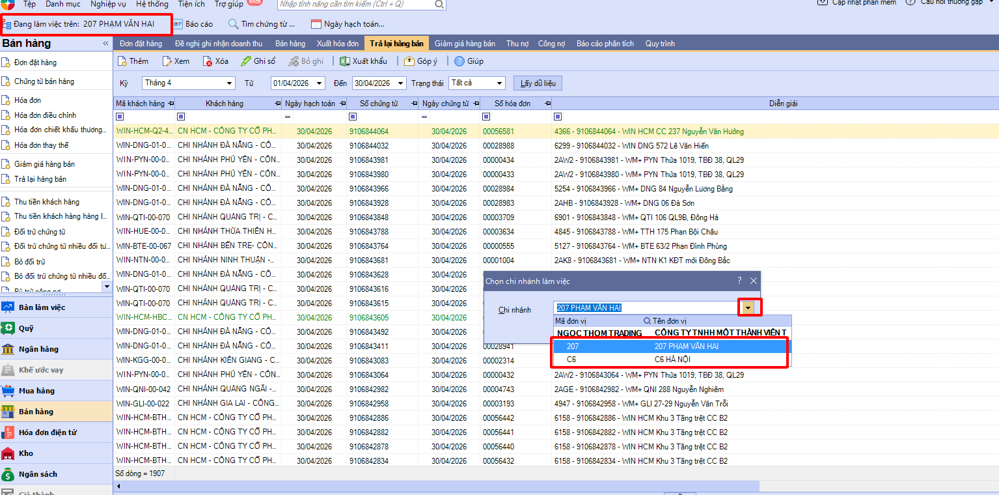 Tệp Danh mục Nghiệp vụ Hệ thống Tiện ích Trợ giúp Mới Nhập tính năng cần tìm kiếm (Ctrl + Q) Cập nhật phần mềm Câu hỏi thường gặp
Đang làm việc trên: 207 PHẠM VĂN HAI Báo cáo Tìm chứng từ ... Ngày hạch toán...
Bán hàng «
Đơn đặt hàng
Chứng từ bán hàng
Hóa đơn
Hóa đơn điều chỉnh
Hóa đơn chiết khấu thương...
Hóa đơn thay thế
Giảm giá hàng bán
Trả lại hàng bán
Thu tiền khách hàng
Thu tiền khách hàng hàng l...
Đối trừ chứng từ
Đối trừ chứng từ nhiều đối tư...
Bỏ đối trừ
Bỏ đối trừ chứng từ nhiều đố...
Bù trừ công nợ
Bàn làm việc
Quỹ
Ngân hàng
Khế ước vay
Mua hàng
Bán hàng
Hóa đơn điện tử
Kho
Ngân sách
Giá thành
Đơn đặt hàng Đề nghị ghi nhận doanh thu Bán hàng Xuất hóa đơn Trả lại hàng bán Giảm giá hàng bán Thu nợ Công nợ Báo cáo phân tích Quy trình
Thêm Xem Xóa Ghi sổ Bỏ ghi Xuất khẩu Góp ý Giúp
Kỳ Tháng 4 Từ 01/04/2026 Đến 30/04/2026 Trạng thái Tất cả Lấy dữ liệu
Mã khách hàng Khách hàng Ngày hạch toán Số chứng từ Ngày chứng từ Số hóa đơn Diễn giải
= =
WIN-HCM-Q2-4... CN HCM - CÔNG TY CỔ PH... 30/04/2026 9106844064 30/04/2026 00056581 4366 - 9106844064 - WIN HCM CC 237 Nguyễn Văn Hưởng
WIN-DNG-01-0... CHI NHÁNH ĐÀ NẴNG - CÔ... 30/04/2026 9106844032 30/04/2026 00028988 6299 - 9106844032 - WIN DNG 572 Lê Văn Hiến
WIN-PYN-00-0... CHI NHÁNH PHÚ YÊN - CÔN... 30/04/2026 9106843981 30/04/2026 00000434 2AW2 - 9106843981 - WM+ PYN Thửa 1019, TBĐ 38, QL29
WIN-PYN-00-0... CHI NHÁNH PHÚ YÊN - CÔN... 30/04/2026 9106843980 30/04/2026 00000433 2AW2 - 9106843980 - WM+ PYN Thửa 1019, TBĐ 38, QL29
WIN-DNG-01-0... CHI NHÁNH ĐÀ NẴNG - CÔ... 30/04/2026 9106843966 30/04/2026 00028984 5254 - 9106843966 - WM+ DNG 84 Nguyễn Lương Bằng
WIN-DNG-01-0... CHI NHÁNH ĐÀ NẴNG - CÔ... 30/04/2026 9106843928 30/04/2026 00028983 2AHB - 9106843928 - WM+ DNG 06 Đá Sơn
WIN-QTI-00-070 CHI NHÁNH QUẢNG TRỊ - C... 30/04/2026 9106843848 30/04/2026 00003709 6901 - 9106843848 - WM+ QTI 106 QL9B, Đông Hà
WIN-HUE-00-0... CHI NHÁNH THỪA THIÊN H... 30/04/2026 9106843788 30/04/2026 00003634 4845 - 9106843788 - WM+ TTH 175 Phan Bội Châu
WIN-BTE-00-067 CHI NHÁNH BẾN TRE- CÔN... 30/04/2026 9106843764 30/04/2026 00000555 5127 - 9106843764 - WM+ BTE 63/2 Phan Đình Phùng
WIN-NTN-00-0... CHI NHÁNH NINH THUẬN -... 30/04/2026 9106843681 30/04/2026 00001004 2AK8 - 9106843681 - WM+ NTN K1 KĐT mới Đông Bắc
WIN-DNG-01-0... CHI NHÁNH ĐÀ NẴNG - CÔ... 30/04/2026 9106843628 30/04/2026
WIN-QTI-00-070 CHI NHÁNH QUẢNG TRỊ - C... 30/04/2026 9106843616 30/04/2026
WIN-QTI-00-070 CHI NHÁNH QUẢNG TRỊ - C... 30/04/2026 9106843615 30/04/2026
WIN-HCM-HBC... CN HCM - CÔNG TY CỔ PH... 30/04/2026 9106843605 30/04/2026
WIN-DNG-01-0... CHI NHÁNH ĐÀ NẴNG - CÔ... 30/04/2026 9106843492 30/04/2026
WIN-DNG-01-0... CHI NHÁNH ĐÀ NẴNG - CÔ... 30/04/2026 9106843411 30/04/2026 00028941
WIN-KGG-00-0... CHI NHÁNH KIÊN GIANG - C... 30/04/2026 9106843083 30/04/2026 00002314
WIN-PYN-00-0... CHI NHÁNH PHÚ YÊN - CÔN... 30/04/2026 9106843064 30/04/2026 00000432 2AW2 - 9106843064 - WM+ PYN Thửa 1019, TBĐ 38, QL29
WIN-QNI-00-042 CHI NHÁNH QUẢNG NGÃI -... 30/04/2026 9106842982 30/04/2026 00004743 2AGE - 9106842982 - WM+ QNI 288 Nguyễn Nghiêm
WIN-GLI-00-022 CHI NHÁNH GIA LAI - CÔNG... 30/04/2026 9106842958 30/04/2026 00003193 4947 - 9106842958 - WM+ GLI 27-29 Nguyễn Văn Trỗi
WIN-HCM-BTH... CN HCM - CÔNG TY CỔ PH... 30/04/2026 9106842886 30/04/2026 00056442 6158 - 9106842886 - WIN HCM Khu 3 Tầng trệt CC B2
WIN-HCM-BTH... CN HCM - CÔNG TY CỔ PH... 30/04/2026 9106842882 30/04/2026 00056441 6158 - 9106842882 - WIN HCM Khu 3 Tầng trệt CC B2
WIN-HCM-BTH... CN HCM - CÔNG TY CỔ PH... 30/04/2026 9106842878 30/04/2026 00056440 6158 - 9106842878 - WIN HCM Khu 3 Tầng trệt CC B2
WIN-HCM-BTH... CN HCM - CÔNG TY CỔ PH... 30/04/2026 9106842834 30/04/2026 00056432 6158 - 9106842834 - WIN HCM Khu 3 Tầng trệt CC B2
Số dòng = 1907
Chọn chi nhánh làm việc ?
Chi nhánh 207 PHẠM VĂN HAI
Mã đơn vị Tên đơn vị
NGOC THOM TRADING CÔNG TY TNHH MỘT THÀNH VIÊN T
207 207 PHẠM VĂN HAI
C6 C6 HÀ NỘI